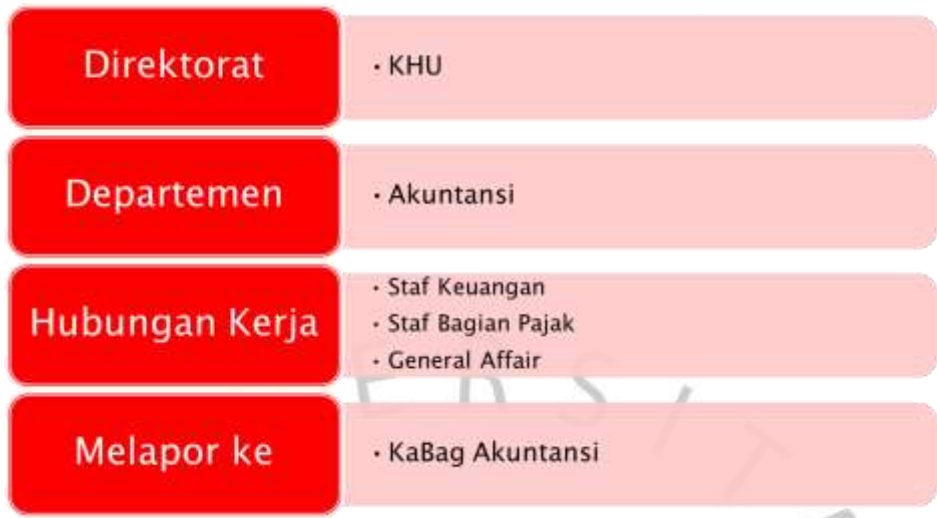 Direktorat
· KHU
Departemen
· Akuntansi
Hubungan Kerja
· Staf Keuangan
· Staf Bagian Pajak
· General Affair
Melapor ke
· KaBag Akuntansi